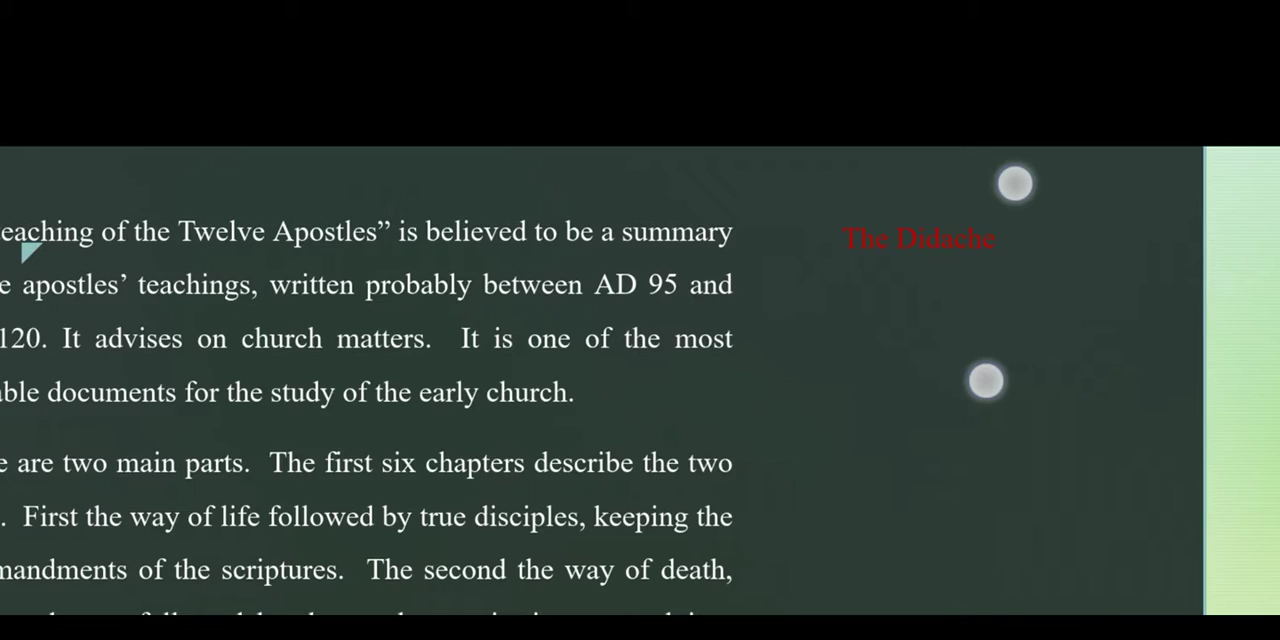 eaching of the Twelve Apostles” is believed to be a summary
The Didache
e apostles’ teachings, written probably between AD 95 and
120. It advises on church matters. It is one of the most
able documents for the study of the early church.
e are two main parts. The first six chapters describe the two
. First the way of life followed by true disciples, keeping the
mandments of the scriptures. The second the way of death,